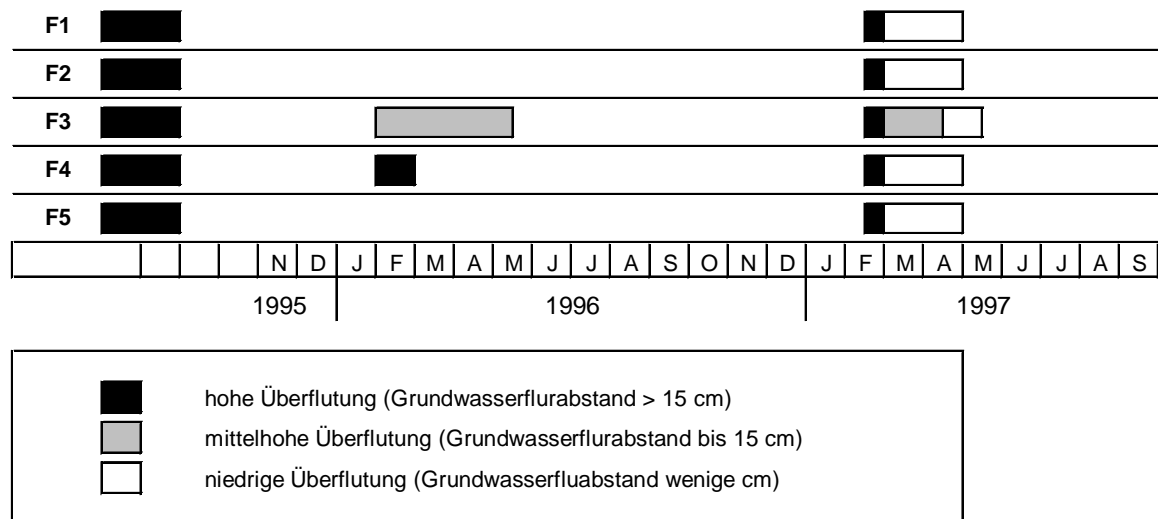 F1
F2
F3
F4
F5
N D J F M A M J J A S O N D J F M A M J J A S
1995 1996 1997
hohe Überflutung (Grundwasserflurabstand > 15 cm)
mittelhohe Überflutung (Grundwasserflurabstand bis 15 cm)
niedrige Überflutung (Grundwasserfluabstand wenige cm)